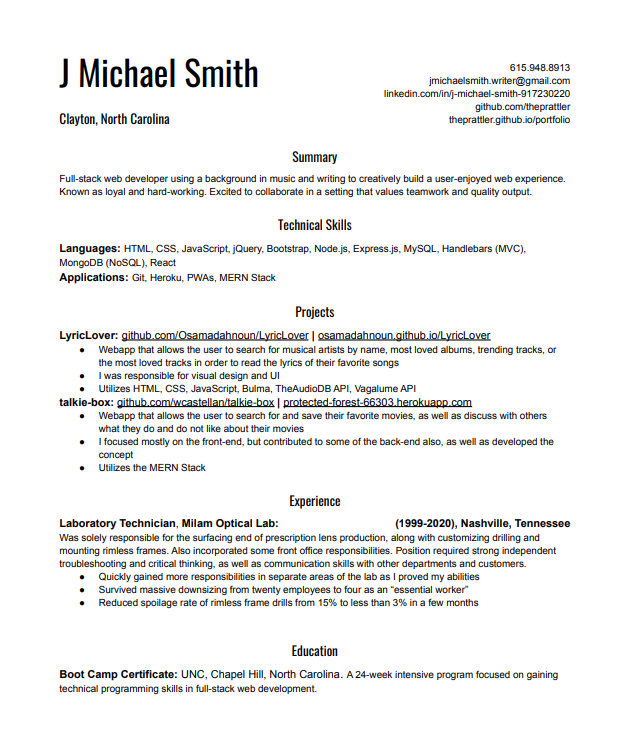 J Michael Smith
615.948.8913
jmichaelsmith.writer@gmail.com
linkedin.com/in/j-michael-smith-917230220
github.com/theprattler
Clayton, North Carolina
theprattler.github.io/portfolio
Summary
Full-stack web developer using a background in music and writing to creatively build a user-enjoyed web experience.
Known as loyal and hard-working. Excited to collaborate in a setting that values teamwork and quality output.
Technical Skills
Languages: HTML, CSS, JavaScript, jQuery, Bootstrap, Node.js, Express.js, MySQL, Handlebars (MVC),
MongoDB (NoSQL), React
Applications: Git, Heroku, PWAs, MERN Stack
Projects
LyricLover: github.com/Osamadahnoun/LyricLover | osamadahnoun.github.io/LyricLover
● Webapp that allows the user to search for musical artists by name, most loved albums, trending tracks, or
the most loved tracks in order to read the lyrics of their favorite songs
● I was responsible for visual design and UI
● Utilizes HTML, CSS, JavaScript, Bulma, TheAudioDB API, Vagalume API
talkie-box: github.com/wcastellan/talkie-box | protected-forest-66303.herokuapp.com
● Webapp that allows the user to search for and save their favorite movies, as well as discuss with others
what they do and do not like about their movies
● I focused mostly on the front-end, but contributed to some of the back-end also, as well as developed the
concept
● Utilizes the MERN Stack
Experience
Laboratory Technician, Milam Optical Lab: (1999-2020), Nashville, Tennessee
Was solely responsible for the surfacing end of prescription lens production, along with customizing drilling and
mounting rimless frames. Also incorporated some front office responsibilities. Position required strong independent
troubleshooting and critical thinking, as well as communication skills with other departments and customers.
● Quickly gained more responsibilities in separate areas of the lab as I proved my abilities
● Survived massive downsizing from twenty employees to four as an “essential worker”
● Reduced spoilage rate of rimless frame drills from 15% to less than 3% in a few months
Education
Boot Camp Certificate: UNC, Chapel Hill, North Carolina. A 24-week intensive program focused on gaining
technical programming skills in full-stack web development.